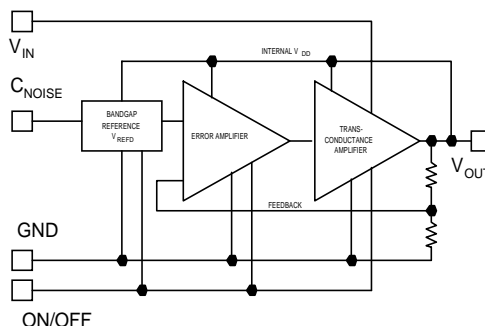 V_IN
INTERNAL V_DD
C_NOISE
BANDGAP
REFERENCE
V_REFD
ERROR AMPLIFIER
TRANS-
CONDUCTANCE
AMPLIFIER
V_OUT
FEEDBACK
GND
ON/OFF